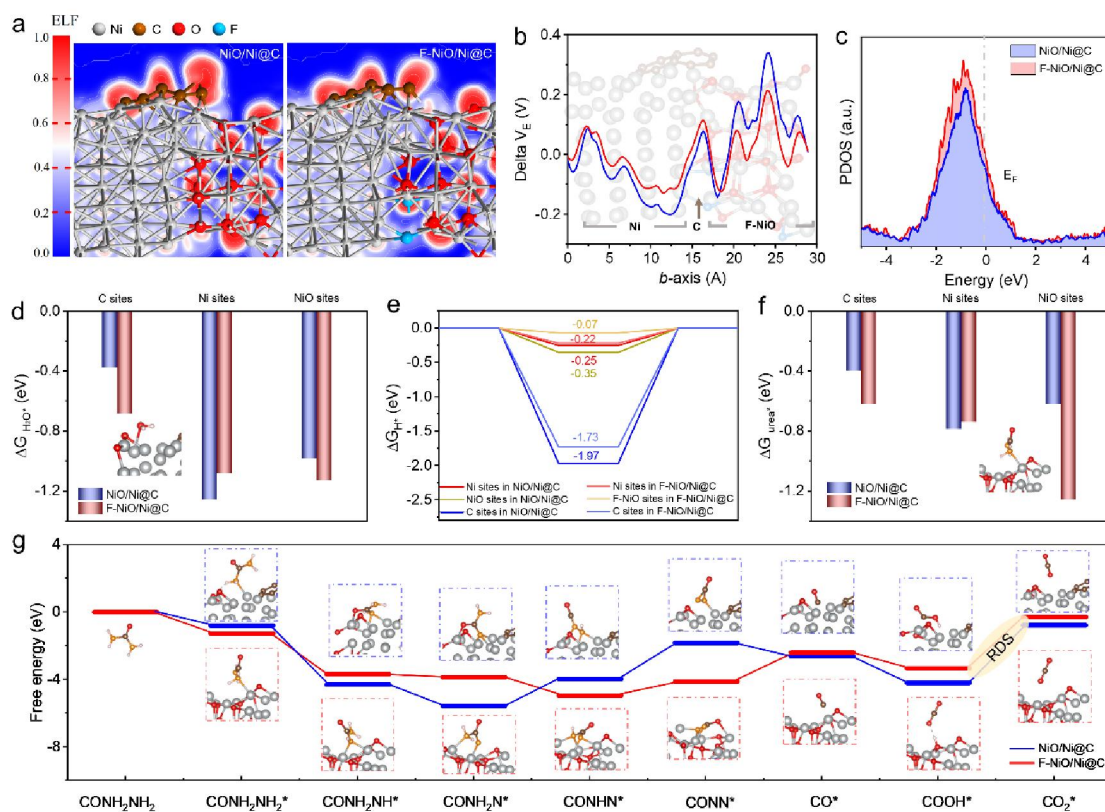 a
ELF
Ni C O F
1.0
0.8
0.6
0.4
0.2
0.0
NiO/Ni@C
F-NiO/Ni@C
b
Delta V_E (V)
0.4
0.2
0.0
-0.2
Ni C F-NiO
0 5 10 15 20 25 30
b-axis (A)
c
PDOS (a.u.)
NiO/Ni@C
F-NiO/Ni@C
E_F
-5 -2 0 2 5
Energy (eV)
d
C sites Ni sites NiO sites
ΔG H₂O* (eV)
0.0
-0.4
-0.8
-1.2
NiO/Ni@C
F-NiO/Ni@C
e
ΔG_H* (eV)
0.0
-0.5
-1.0
-1.5
-2.0
-2.5
-0.07
-0.22
-0.25
-0.35
-1.73
-1.97
Ni sites in NiO/Ni@C
NiO sites in NiO/Ni@C
C sites in NiO/Ni@C
Ni sites in F-NiO/Ni@C
F-NiO sites in F-NiO/Ni@C
C sites in F-NiO/Ni@C
f
C sites Ni sites NiO sites
ΔG urea* (eV)
0.0
-0.4
-0.8
-1.2
NiO/Ni@C
F-NiO/Ni@C
g
Free energy (eV)
4
0
-4
-8
RDS
NiO/Ni@C
F-NiO/Ni@C
CONH₂NH₂ CONH₂NH₂* CONH₂NH* CONH₂N* CONHN* CONN* CO* COOH* CO₂*